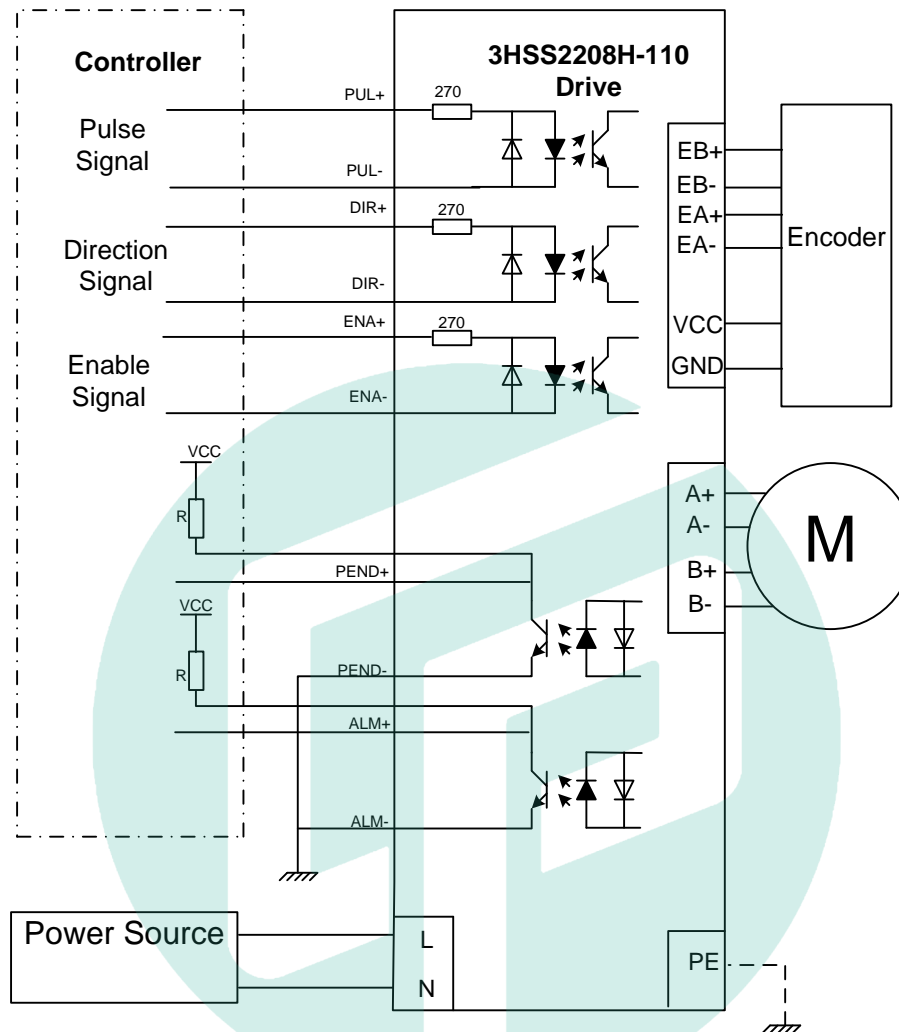 Controller
3HSS2208H-110
Drive
PUL+
270
Pulse
Signal
PUL-
DIR+
270
Direction
Signal
DIR-
ENA+
270
Enable
Signal
ENA-
EB+
EB-
EA+
EA-
VCC
GND
Encoder
VCC
R
PEND+
VCC
R
PEND-
ALM+
ALM-
A+
A-
B+
B-
M
Power Source
L
N
PE